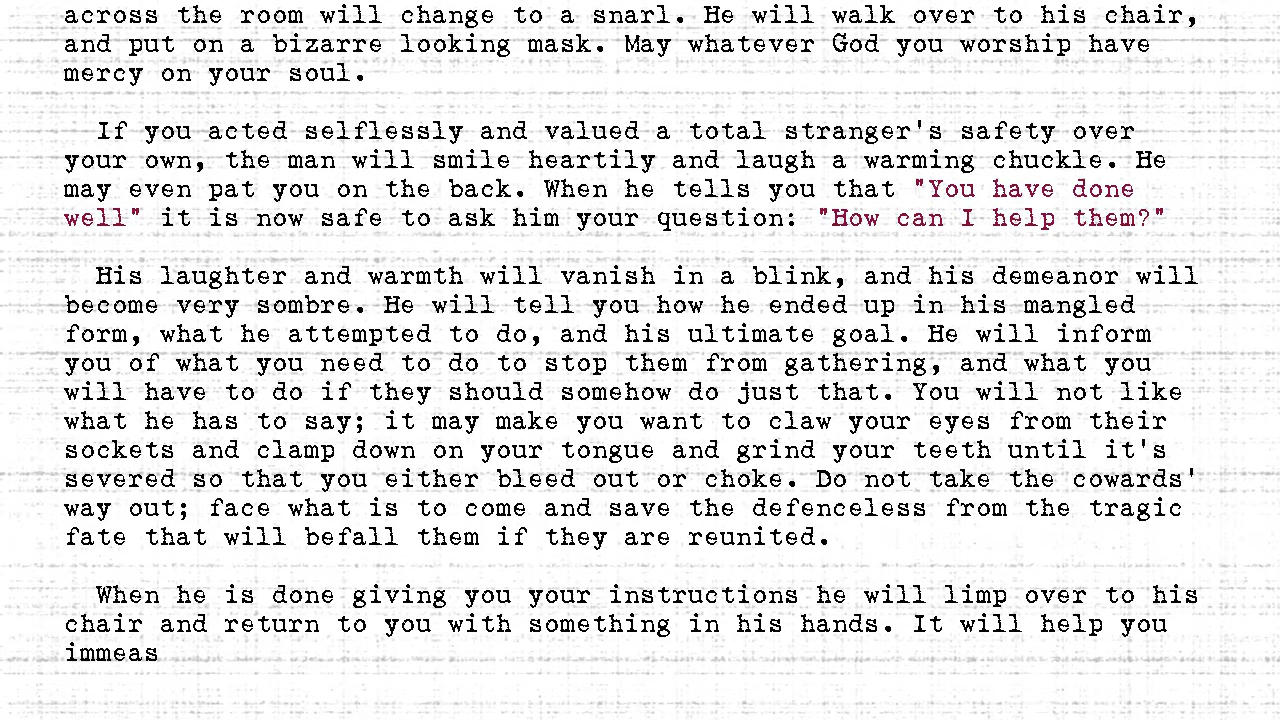 across the room will change to a snarl. He will walk over to his chair,
and put on a bizarre looking mask. May whatever God you worship have
mercy on your soul.
If you acted selflessly and valued a total stranger's safety over
your own, the man will smile heartily and laugh a warming chuckle. He
may even pat you on the back. When he tells you that "You have done
well" it is now safe to ask him your question: "How can I help them?"
His laughter and warmth will vanish in a blink, and his demeanor will
become very sombre. He will tell you how he ended up in his mangled
form, what he attempted to do, and his ultimate goal. He will inform
you of what you need to do to stop them from gathering, and what you
will have to do if they should somehow do just that. You will not like
what he has to say; it may make you want to claw your eyes from their
sockets and clamp down on your tongue and grind your teeth until it's
severed so that you either bleed out or choke. Do not take the cowards'
way out; face what is to come and save the defenceless from the tragic
fate that will befall them if they are reunited.
When he is done giving you your instructions he will limp over to his
chair and return to you with something in his hands. It will help you
immeas